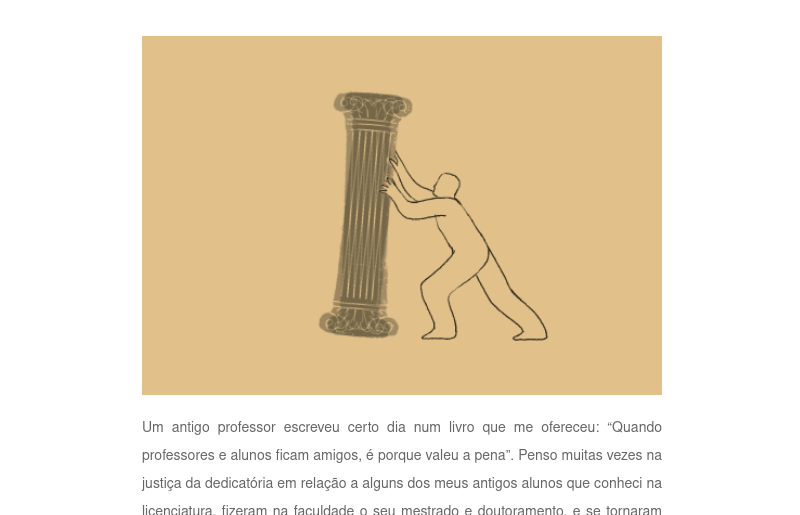 Um antigo professor escreveu certo dia num livro que me ofereceu: “Quando
professores e alunos ficam amigos, é porque valeu a pena”. Penso muitas vezes na
justiça da dedicatória em relação a alguns dos meus antigos alunos que conheci na
licenciatura, fizeram na faculdade o seu mestrado e doutoramento, e se tornaram